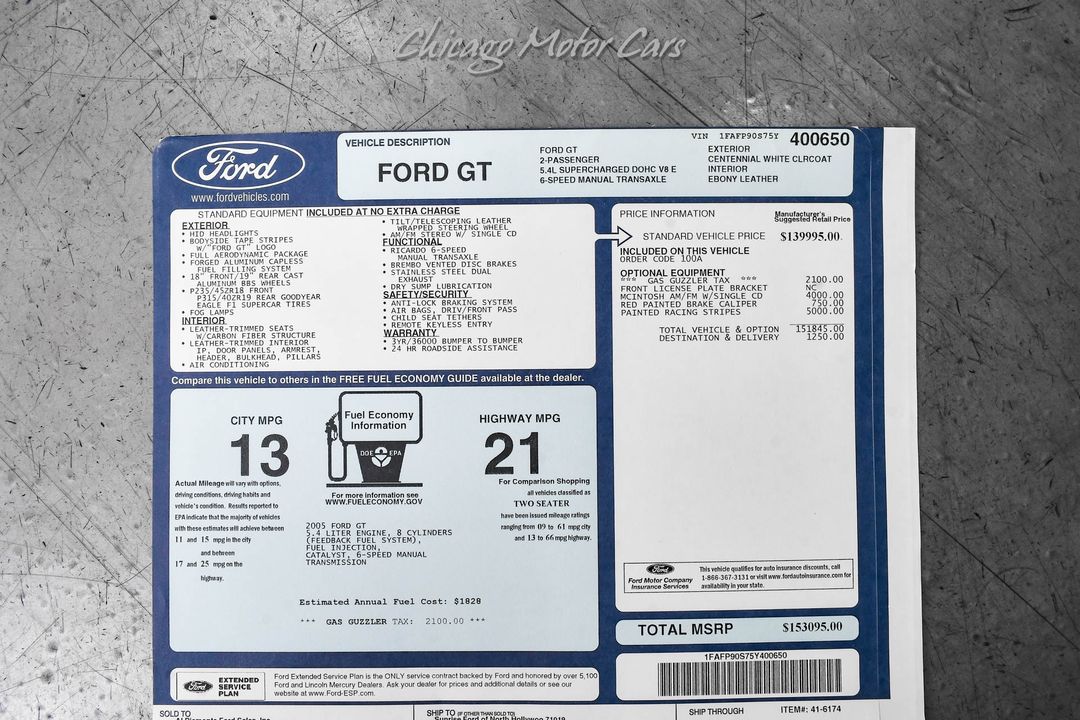 Chicago Motor Cars
Ford
www.fordvehicles.com
VEHICLE DESCRIPTION
FORD GT
FORD GT
2-PASSENGER
5.4L SUPERCHARGED DOHC V8 E
6-SPEED MANUAL TRANSAXLE
VIN 1FAFP90S75Y 400650
EXTERIOR
CENTENNIAL WHITE CLRCOAT
INTERIOR
EBONY LEATHER
STANDARD EQUIPMENT INCLUDED AT NO EXTRA CHARGE
EXTERIOR
• HID HEADLIGHTS
• BODYSIDE TAPE STRIPES
W/"FORD GT" LOGO
• FULL AERODYNAMIC PACKAGE
• FORGED ALUMINUM CAPLESS
FUEL FILLING SYSTEM
• 18" FRONT/19" REAR CAST
ALUMINUM BBS WHEELS
• P235/45ZR18 FRONT
P315/40ZR19 REAR GOODYEAR
EAGLE F1 SUPERCAR TIRES
• FOG LAMPS
INTERIOR
• LEATHER-TRIMMED SEATS
W/CARBON FIBER STRUCTURE
• LEATHER-TRIMMED INTERIOR
IP, DOOR PANELS, ARMREST,
HEADER, BULKHEAD, PILLARS
• AIR CONDITIONING
• TILT/TELESCOPING LEATHER
WRAPPED STEERING WHEEL
• AM/FM STEREO W/ SINGLE CD
FUNCTIONAL
• RICARDO 6-SPEED
MANUAL TRANSAXLE
• BREMBO VENTED DISC BRAKES
• STAINLESS STEEL DUAL
EXHAUST
• DRY SUMP LUBRICATION
SAFETY/SECURITY
• ANTI-LOCK BRAKING SYSTEM
• AIR BAGS, DRIV/FRONT PASS
• CHILD SEAT TETHERS
• REMOTE KEYLESS ENTRY
WARRANTY
• 3YR/36000 BUMPER TO BUMPER
• 24 HR ROADSIDE ASSISTANCE
PRICE INFORMATION
Manufacturer's
Suggested Retail Price
STANDARD VEHICLE PRICE $139995.00
INCLUDED ON THIS VEHICLE
ORDER CODE 100A
OPTIONAL EQUIPMENT
*** GAS GUZZLER TAX *** 2100.00
FRONT LICENSE PLATE BRACKET NC
MCINTOSH AM/FM W/SINGLE CD 4000.00
RED PAINTED BRAKE CALIPER 750.00
PAINTED RACING STRIPES 5000.00
TOTAL VEHICLE & OPTION 151845.00
DESTINATION & DELIVERY 1250.00
Compare this vehicle to others in the FREE FUEL ECONOMY GUIDE available at the dealer.
CITY MPG
13
Fuel Economy
Information
DOE EPA
HIGHWAY MPG
21
For more information see
WWW.FUELECONOMY.GOV
Actual Mileage will vary with options,
driving conditions, driving habits and
vehicle's condition. Results reported to
EPA indicate that the majority of vehicles
with these estimates will achieve between
11 and 15 mpg in the city
and between
17 and 25 mpg on the
highway.
For Comparison Shopping
all vehicles classified as
TWO SEATER
have been issued mileage ratings
ranging from 09 to 61 mpg city
and 13 to 66 mpg highway.
2005 FORD GT
5.4 LITER ENGINE, 8 CYLINDERS
(FEEDBACK FUEL SYSTEM),
FUEL INJECTION,
CATALYST, 6-SPEED MANUAL
TRANSMISSION
Estimated Annual Fuel Cost: $1828
*** GAS GUZZLER TAX: 2100.00 ***
Ford
Ford Motor Company
Insurance Services
This vehicle qualifies for auto insurance discounts, call
1-866-367-3131 or visit www.fordautoinsurance.com for
availability in your state.
TOTAL MSRP $153095.00
1FAFP90S75Y400650
Ford
EXTENDED
SERVICE
PLAN
Ford Extended Service Plan is the ONLY service contract backed by Ford and honored by over 5,100
Ford and Lincoln Mercury Dealers. Ask your dealer for prices and additional details or see our
website at www.Ford-ESP.com.
SOLD TO
SHIP TO (IF OTHER THAN SOLD TO)
Sunrise Ford of North Hollywoo 71019
SHIP THROUGH
ITEM#: 41-6174